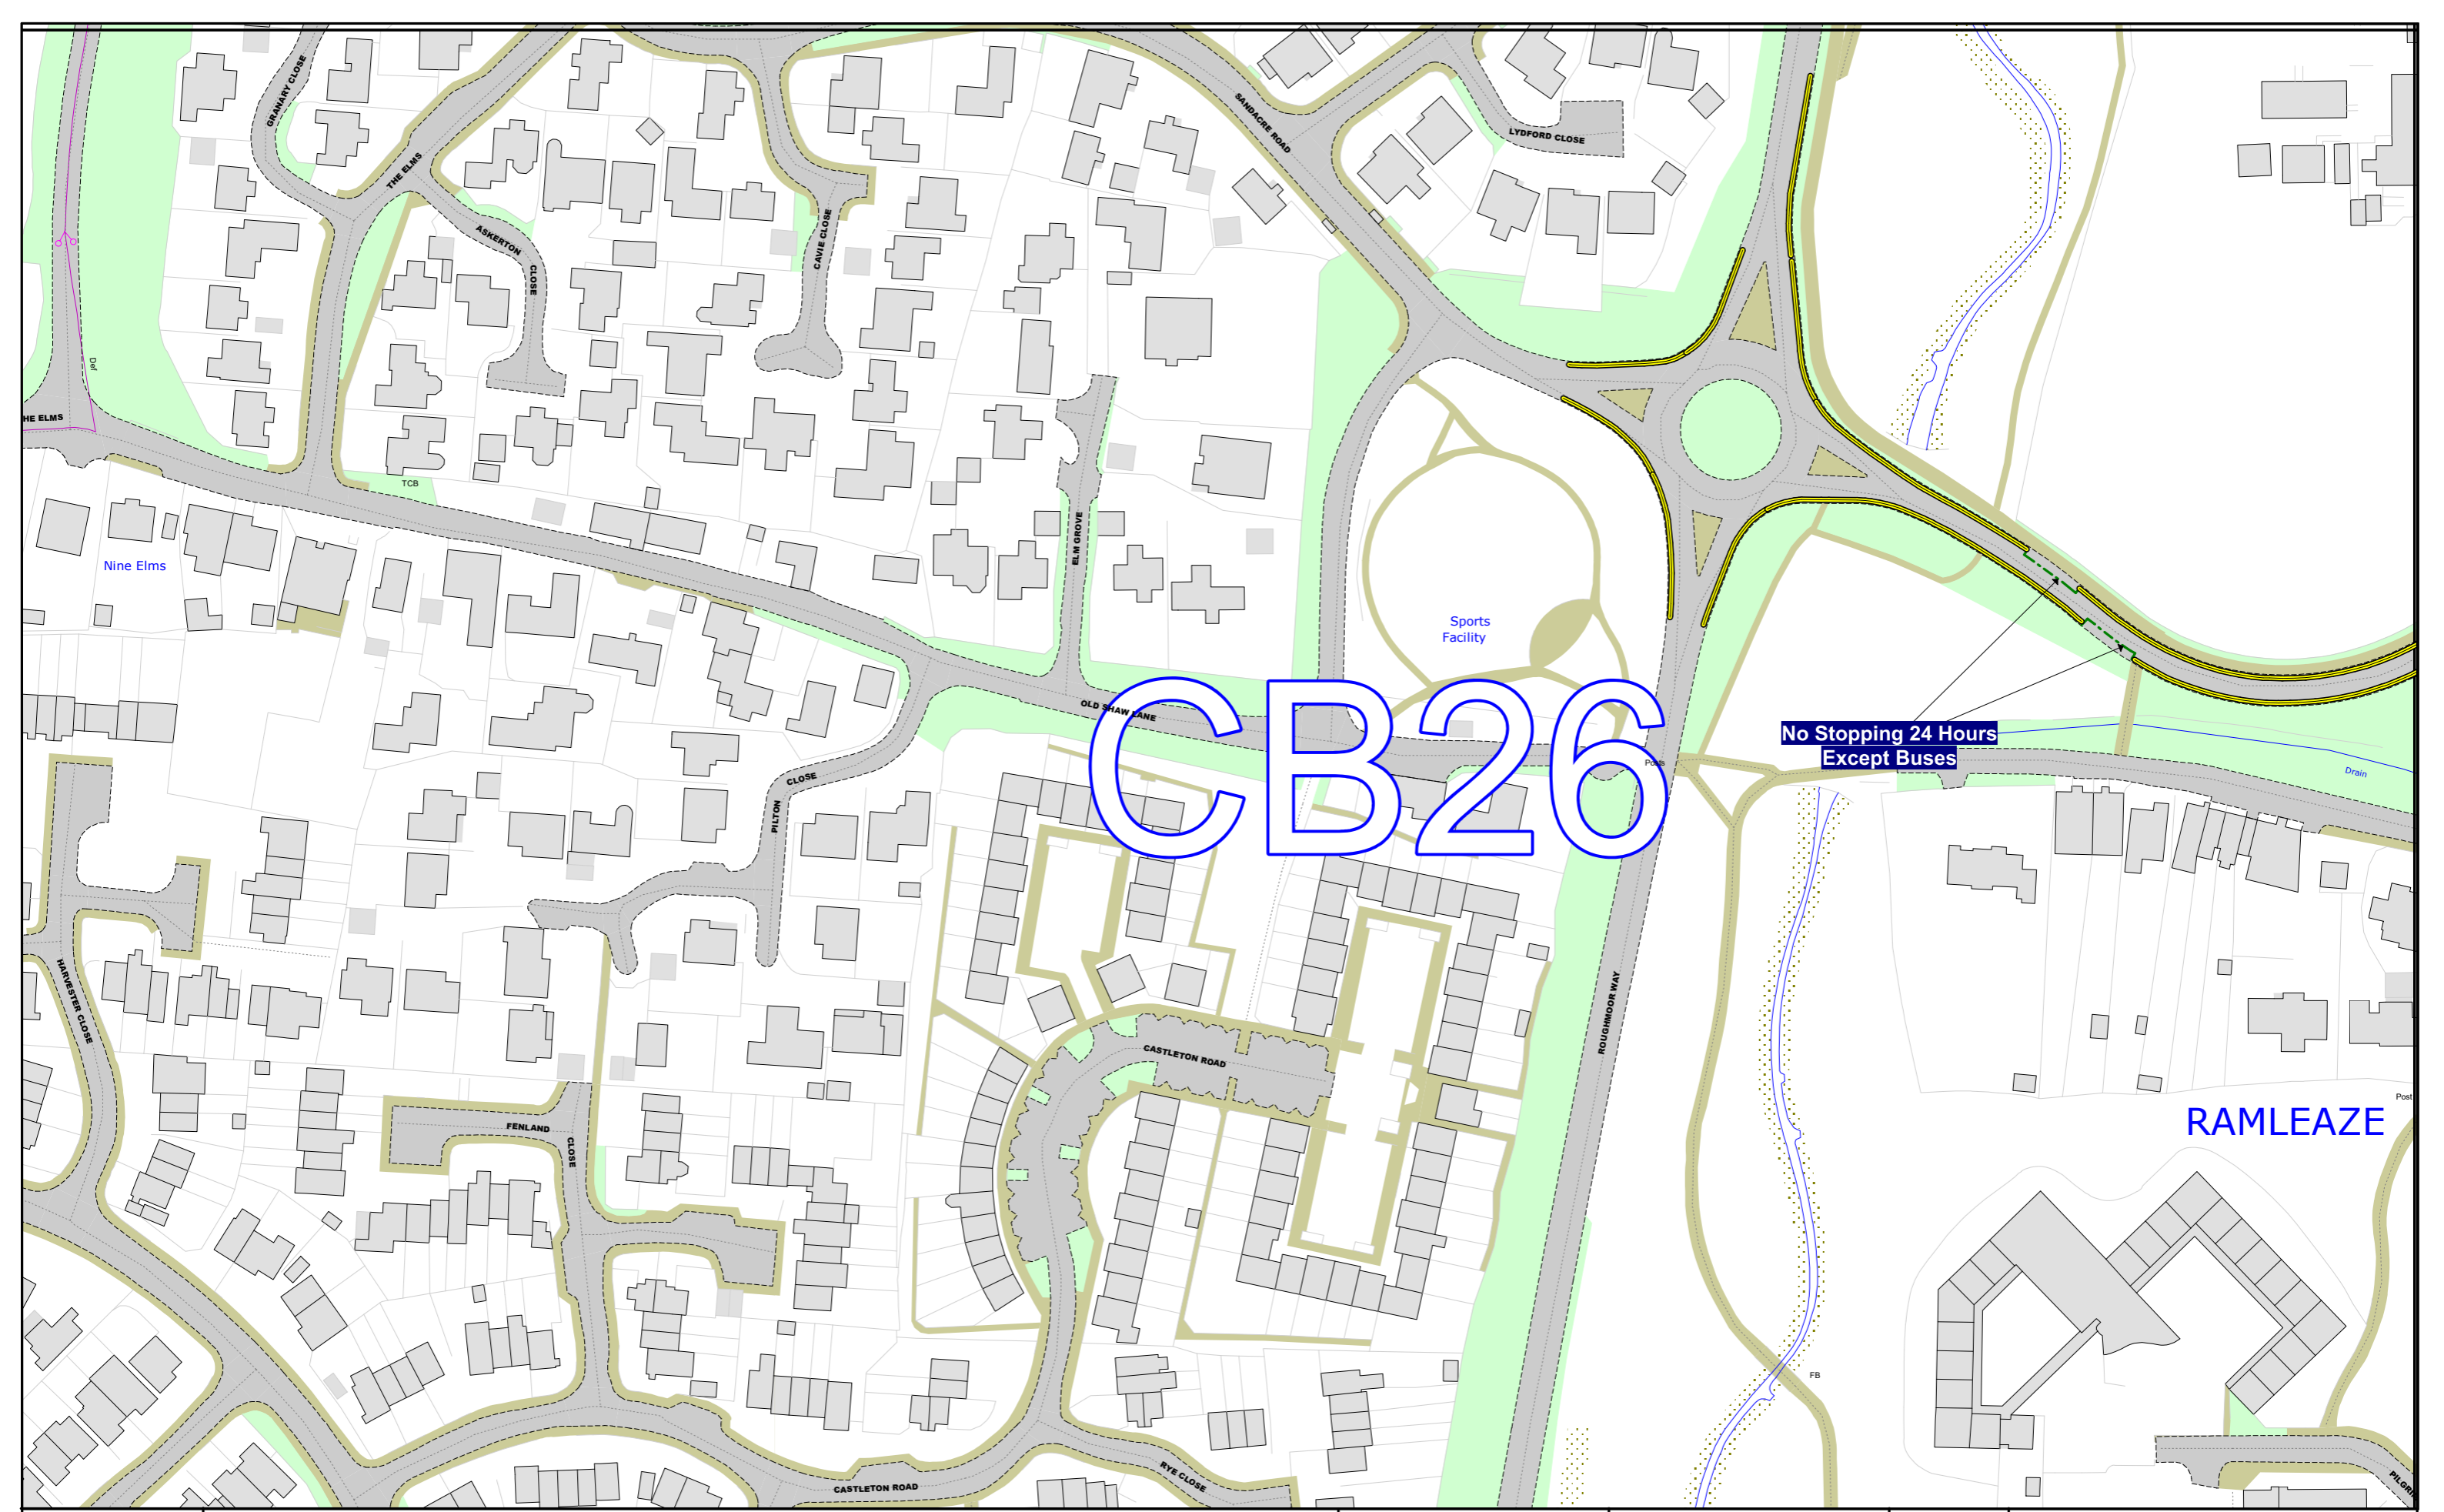 GRANARY CLOSE
SANDACRE ROAD
LYDFORD CLOSE
THE ELMS
ASKERTON
CLOSE
CAVIE CLOSE
Def
HE ELMS
TCB
ELM GROVE
Nine Elms
Sports
Facility
OLD SHAW LANE
CB26
No Stopping 24 Hours
Except Buses
Posts
Drain
CLOSE
PILTON
HARVESTER CLOSE
ROUGHMOOR WAY
CASTLETON ROAD
Post
RAMLEAZE
FENLAND
CLOSE
FB
RYE CLOSE
CASTLETON ROAD
PILGRI